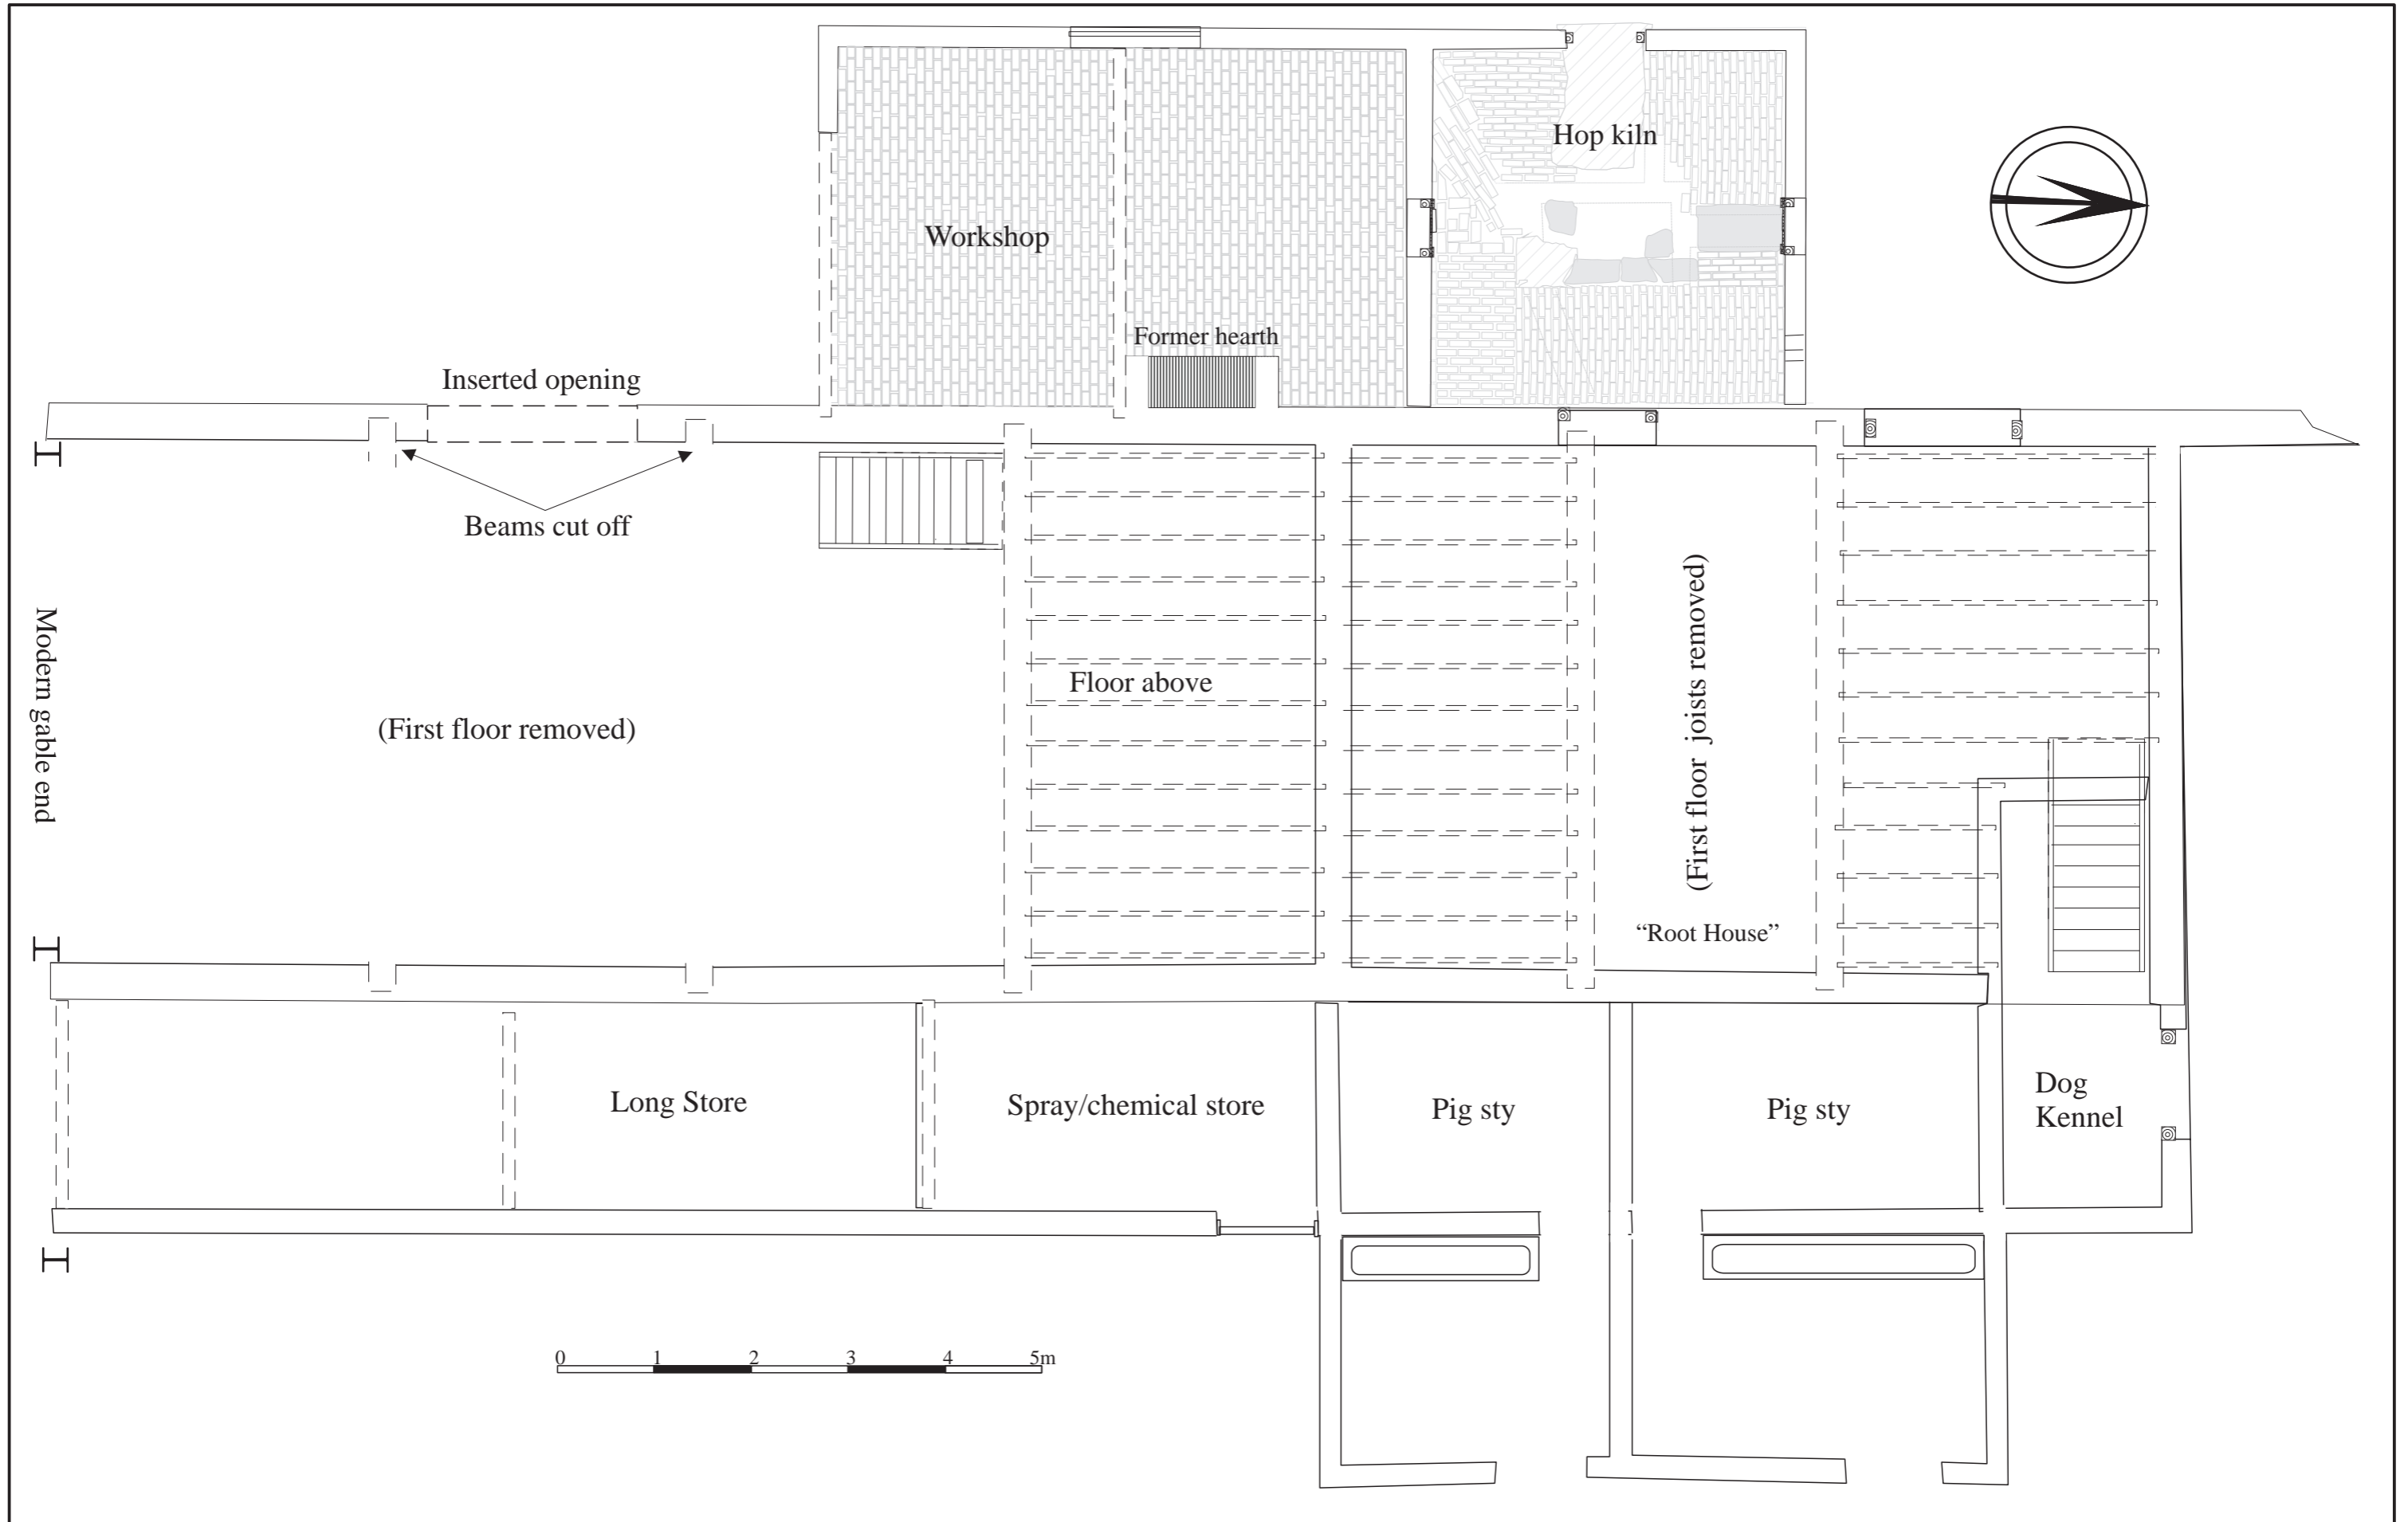 Hop kiln
Workshop
Former hearth
Inserted opening
Beams cut off
Modern gable end
(First floor removed)
Floor above
(First floor joists removed)
“Root House”
Long Store
Spray/chemical store
Pig sty
Pig sty
Dog
Kennel
0 1 2 3 4 5m